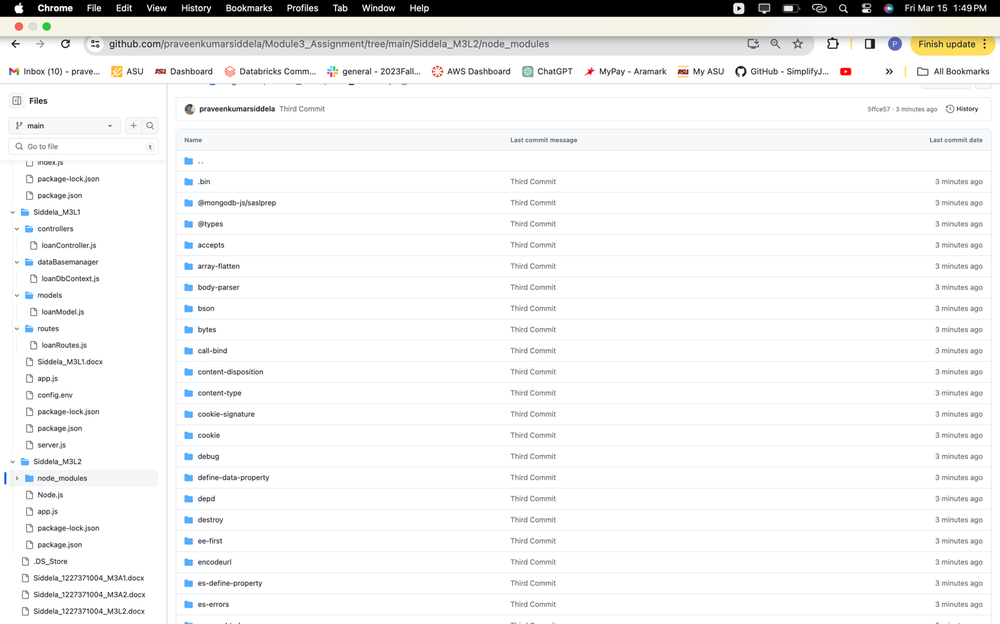 Chrome File Edit View History Bookmarks Profiles Tab Window Help Fri Mar 15 1:49 PM
github.com/praveenkumarsiddela/Module3_Assignment/tree/main/Siddela_M3L2/node_modules P Finish update
Inbox (10) - prave... ASU Dashboard Databricks Comm... general - 2023Fall... AWS Dashboard ChatGPT MyPay - Aramark My ASU GitHub - SimplifyJ... » All Bookmarks
Files
main
Go to file t
index.js
package-lock.json
package.json
Siddela_M3L1
controllers
loanController.js
dataBasemanager
loanDbContext.js
models
loanModel.js
routes
loanRoutes.js
Siddela_M3L1.docx
app.js
config.env
package-lock.json
package.json
server.js
Siddela_M3L2
node_modules
Node.js
app.js
package-lock.json
package.json
.DS_Store
Siddela_1227371004_M3A1.docx
Siddela_1227371004_M3A2.docx
Siddela_1227371004_M3L2.docx
praveenkumarsiddela Third Commit 5ffce57 · 3 minutes ago History
Name Last commit message Last commit date
..
.bin Third Commit 3 minutes ago
@mongodb-js/saslprep Third Commit 3 minutes ago
@types Third Commit 3 minutes ago
accepts Third Commit 3 minutes ago
array-flatten Third Commit 3 minutes ago
body-parser Third Commit 3 minutes ago
bson Third Commit 3 minutes ago
bytes Third Commit 3 minutes ago
call-bind Third Commit 3 minutes ago
content-disposition Third Commit 3 minutes ago
content-type Third Commit 3 minutes ago
cookie-signature Third Commit 3 minutes ago
cookie Third Commit 3 minutes ago
debug Third Commit 3 minutes ago
define-data-property Third Commit 3 minutes ago
depd Third Commit 3 minutes ago
destroy Third Commit 3 minutes ago
ee-first Third Commit 3 minutes ago
encodeurl Third Commit 3 minutes ago
es-define-property Third Commit 3 minutes ago
es-errors Third Commit 3 minutes ago